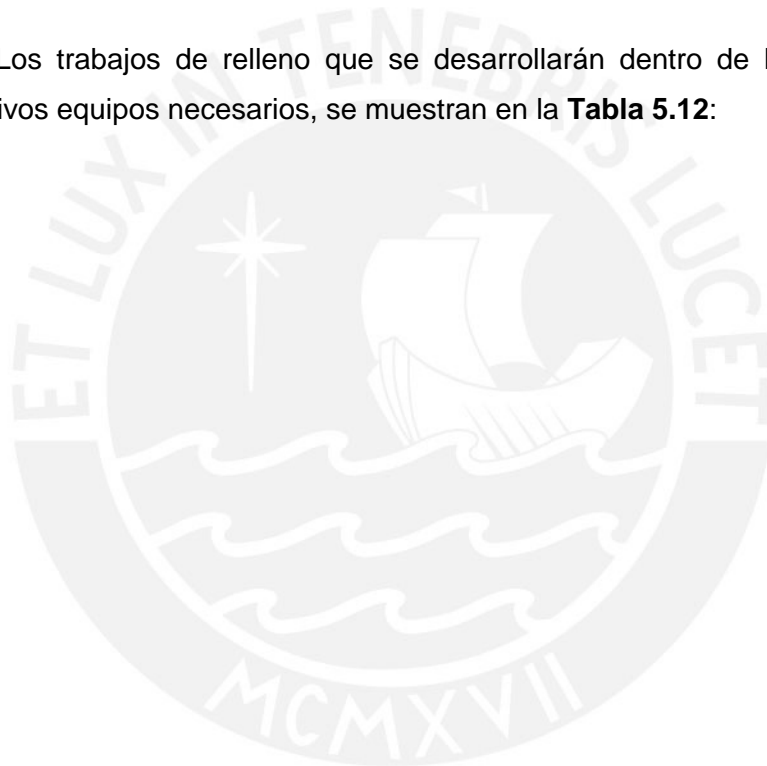 Los trabajos de relleno que se desarrollarán dentro de
ivos equipos necesarios, se muestran en la Tabla 5.12:
ET LUX IN TENEBRIS LUCET
MCMXVII